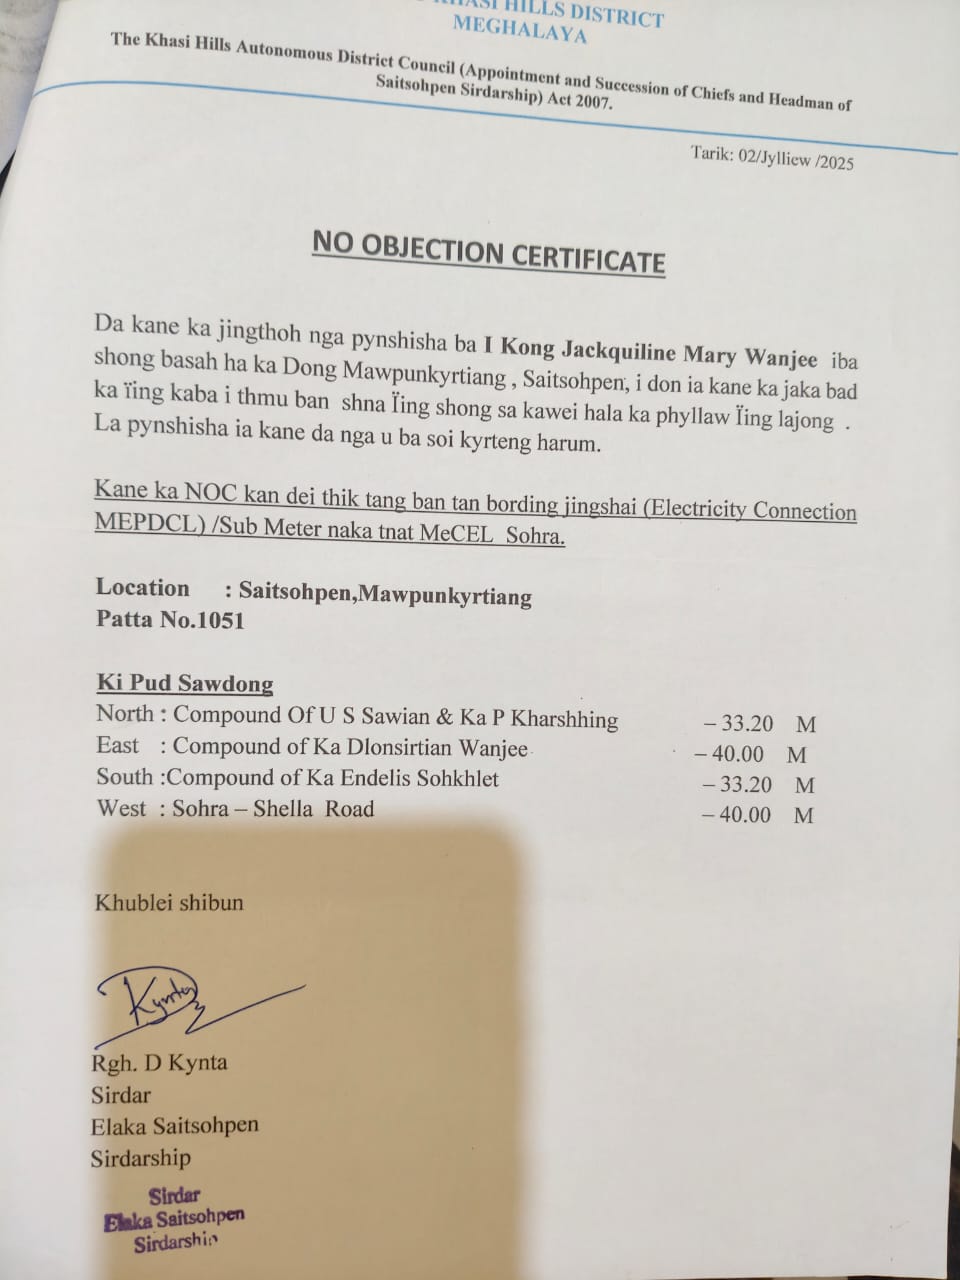 HILLS DISTRICT
MEGHALAYA
The Khasi Hills Autonomous District Council (Appointment and Succession of Chiefs and Headman of
Saitsohpen Sirdarship) Act 2007.
Tarik: 02/Jylliew /2025
NO OBJECTION CERTIFICATE
Da kane ka jingthoh nga pynshisha ba I Kong Jackquiline Mary Wanjee iba
shong basah ha ka Dong Mawpunkyrtiang , Saitsohpen, i don ia kane ka jaka bad
ka ïing kaba i thmu ban shna Ïing shong sa kawei hala ka phyllaw Ïing lajong .
La pynshisha ia kane da nga u ba soi kyrteng harum.
Kane ka NOC kan dei thik tang ban tan bording jingshai (Electricity Connection
MEPDCL) /Sub Meter naka tnat MeCEL Sohra.
Location : Saitsohpen,Mawpunkyrtiang
Patta No.1051
Ki Pud Sawdong
North : Compound Of U S Sawian & Ka P Kharshhing – 33.20 M
East : Compound of Ka Dlonsirtian Wanjee – 40.00 M
South :Compound of Ka Endelis Sohkhlet – 33.20 M
West : Sohra – Shella Road – 40.00 M
Khublei shibun
Kynta
Rgh. D Kynta
Sirdar
Elaka Saitsohpen
Sirdarship
Sirdar
Elaka Saitsohpen
Sirdarship